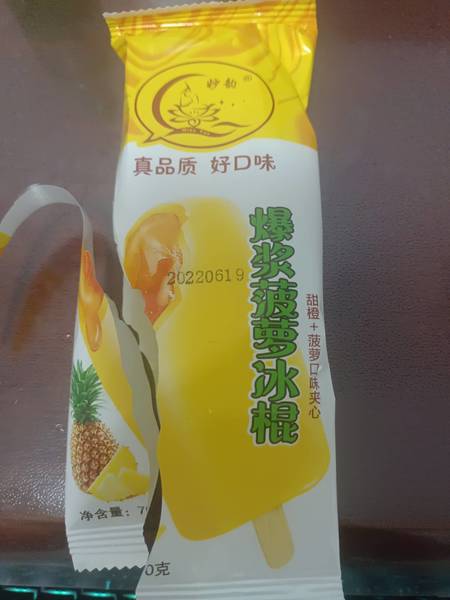 妙韵®
真品质 好口味
爆浆菠萝冰棍
甜橙+菠萝口味夹心
20220619
净含量：7
0克